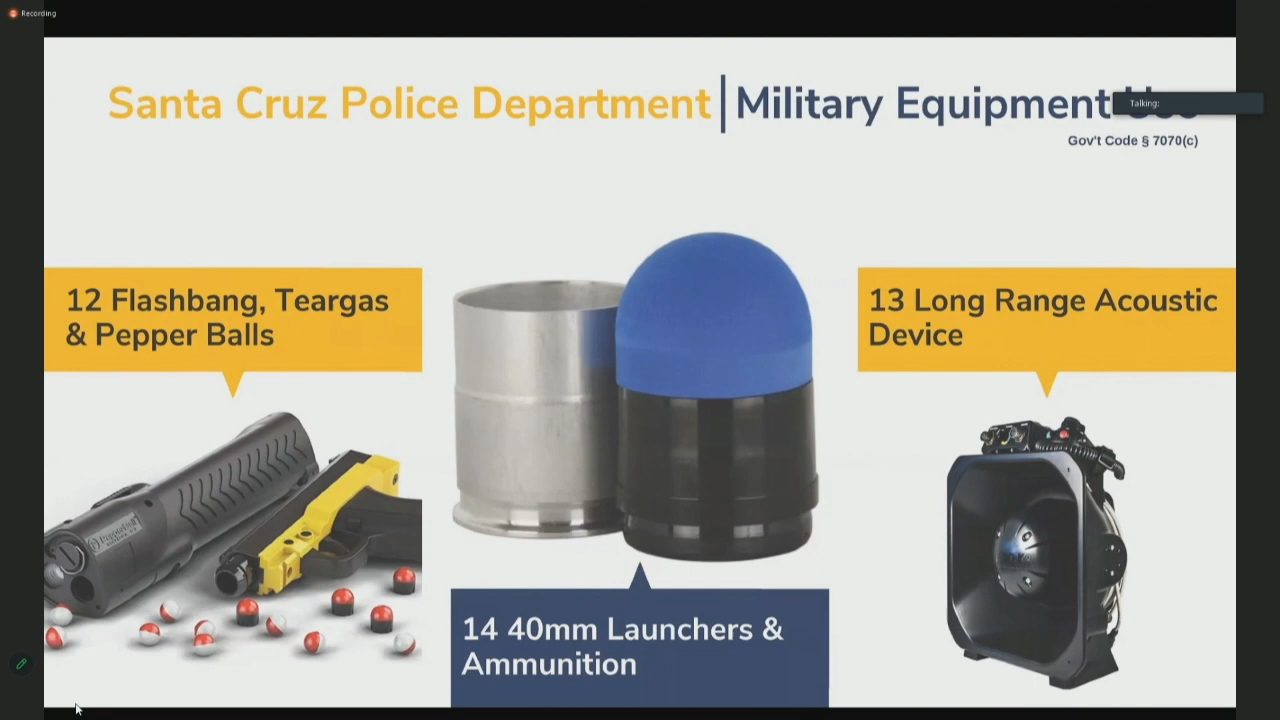 Recording
Santa Cruz Police Department | Military Equipment
Talking:
Gov't Code § 7070(c)
12 Flashbang, Teargas
& Pepper Balls
13 Long Range Acoustic
Device
14 40mm Launchers &
Ammunition